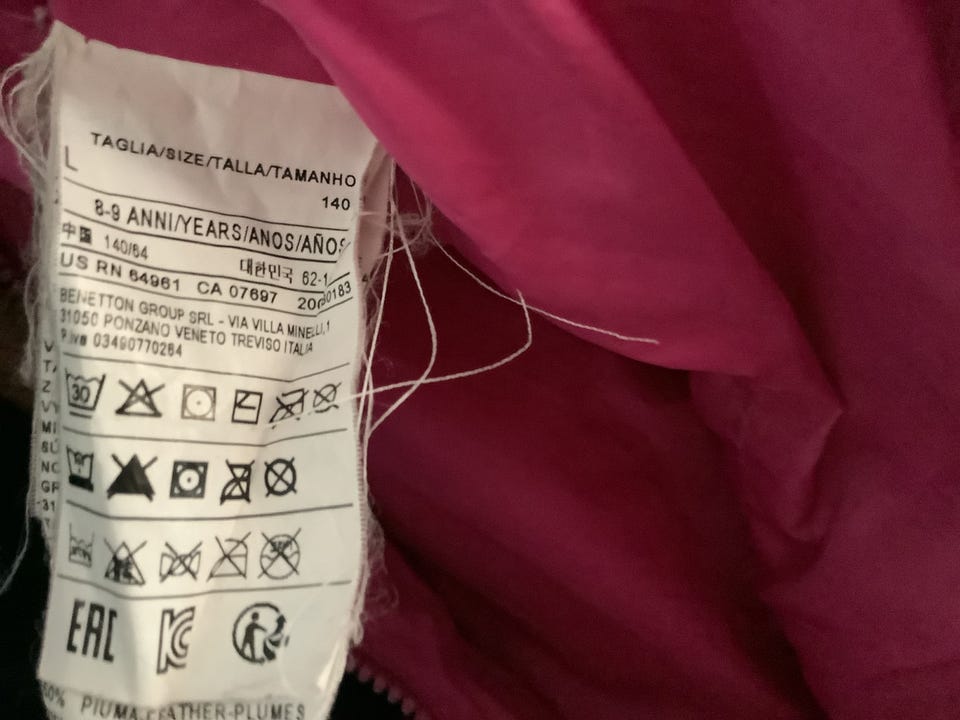 TAGLIA/SIZE/TALLA/TAMANHO
L
140
8-9 ANNI/YEARS/ANOS/AÑOS
中国 140/64 대한민국
US RN 64961 CA 07697
BENETTON GROUP SRL - VIA VILLA MINELLI,1
31050 PONZANO VENETO TREVISO ITALIA
P.iva 03490770264
30
EAC
KC
PIUMA FEATHER-PLUMES